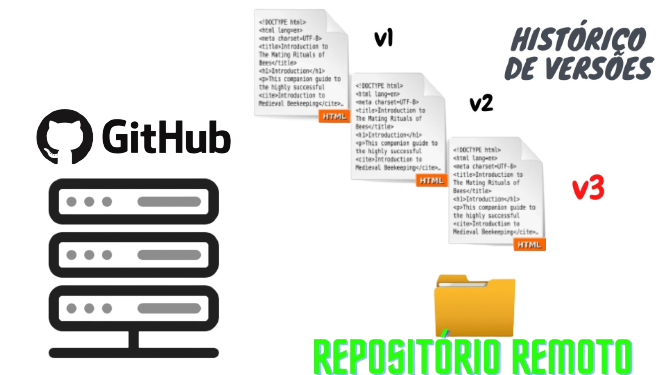 <!DOCTYPE html>
<html lang=en>
<meta charset=UTF-8>
<title>Introduction to
The Mating Rituals of
Bees</title>
<h1>Introduction</h1>
<p>This companion guide to
the highly successful
<cite>Introduction to
Medieval Beekeeping</cite>…
HTML
v1
HISTÓRICO
DE VERSÕES
<!DOCTYPE html>
<html lang=en>
<meta charset=UTF-8>
<title>Introduction to
The Mating Rituals of
Bees</title>
<h1>Introduction</h1>
<p>This companion guide to
the highly successful
<cite>Introduction to
Medieval Beekeeping</cite>…
HTML
v2
GitHub
<!DOCTYPE html>
<html lang=en>
<meta charset=UTF-8>
<title>Introduction to
The Mating Rituals of
Bees</title>
<h1>Introduction</h1>
<p>This companion guide to
the highly successful
<cite>Introduction to
Medieval Beekeeping</cite>…
HTML
v3
REPOSITÓRIO REMOTO